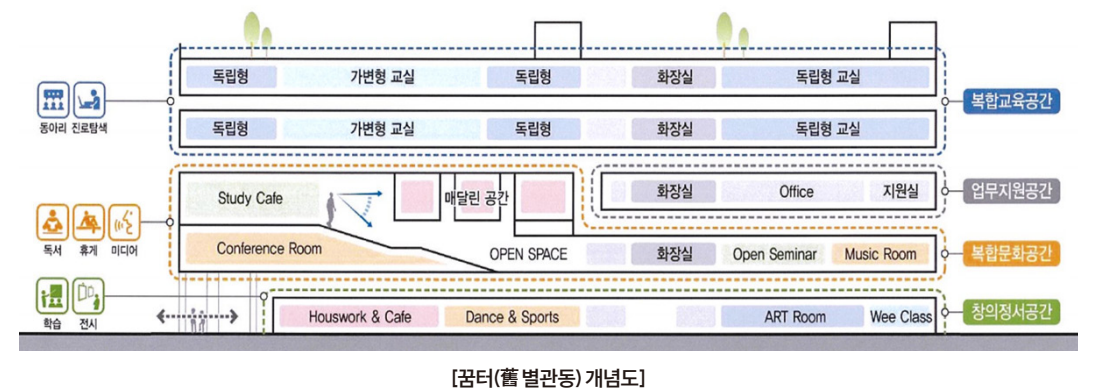 독립형 가변형 교실 독립형 화장실 독립형 교실
동아리 진로탐색
복합교육공간
독립형 가변형 교실 독립형 화장실 독립형 교실
Study Cafe
매달린 공간
화장실 Office 지원실
업무지원공간
독서 휴게 미디어
Conference Room
OPEN SPACE 화장실 Open Seminar Music Room
복합문화공간
학습 전시
Houswork & Cafe Dance & Sports ART Room Wee Class
창의정서공간
[꿈터(舊 별관동) 개념도]